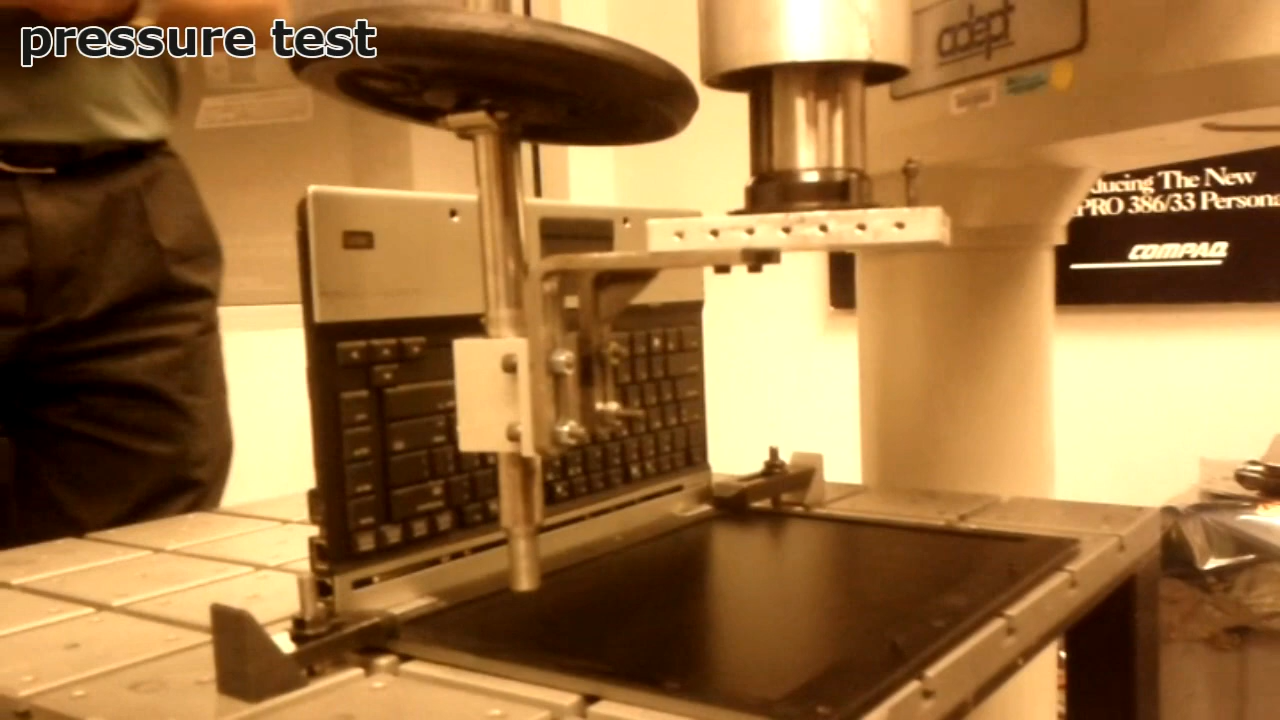 pressure test
adept
ducing The New
PRO 386/33 Persona
COMPAQ